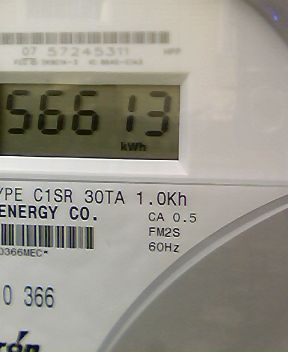 07 57245311
56613
kWh
YPE C1SR 30TA 1.0Kh
ENERGY CO. CA 0.5
FM2S
60Hz
0366MEC*
0 366
rón